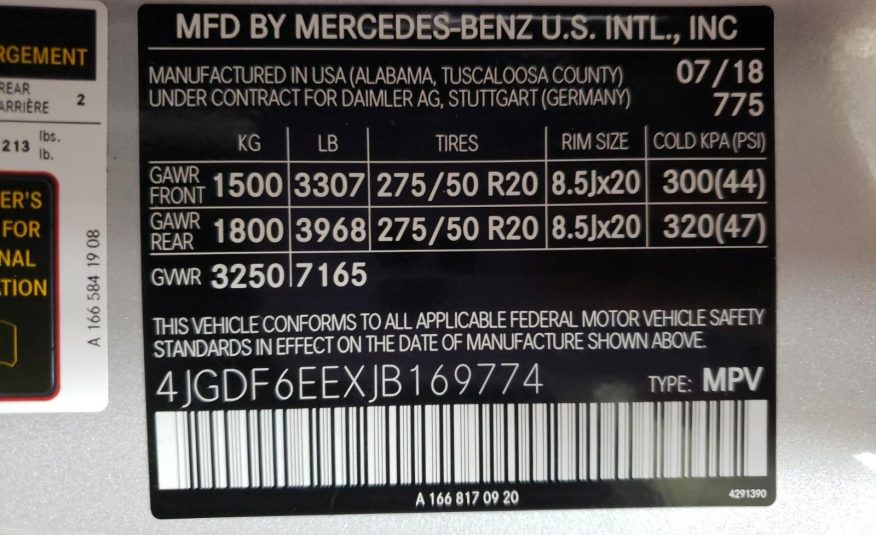 RGEMENT
REAR
ARRIÈRE 2
213 lbs.
lb.
ER'S
FOR
NAL
TION
A 166 584 19 08
MFD BY MERCEDES-BENZ U.S. INTL., INC
MANUFACTURED IN USA (ALABAMA, TUSCALOOSA COUNTY) 07/18
UNDER CONTRACT FOR DAIMLER AG, STUTTGART (GERMANY) 775
KG LB TIRES RIM SIZE COLD KPA (PSI)
GAWR FRONT 1500 3307 275/50 R20 8.5Jx20 300(44)
GAWR REAR 1800 3968 275/50 R20 8.5Jx20 320(47)
GVWR 3250 7165
THIS VEHICLE CONFORMS TO ALL APPLICABLE FEDERAL MOTOR VEHICLE SAFETY
STANDARDS IN EFFECT ON THE DATE OF MANUFACTURE SHOWN ABOVE.
4JGDF6EEXJB169774 TYPE: MPV
A 166 817 09 20 4291390